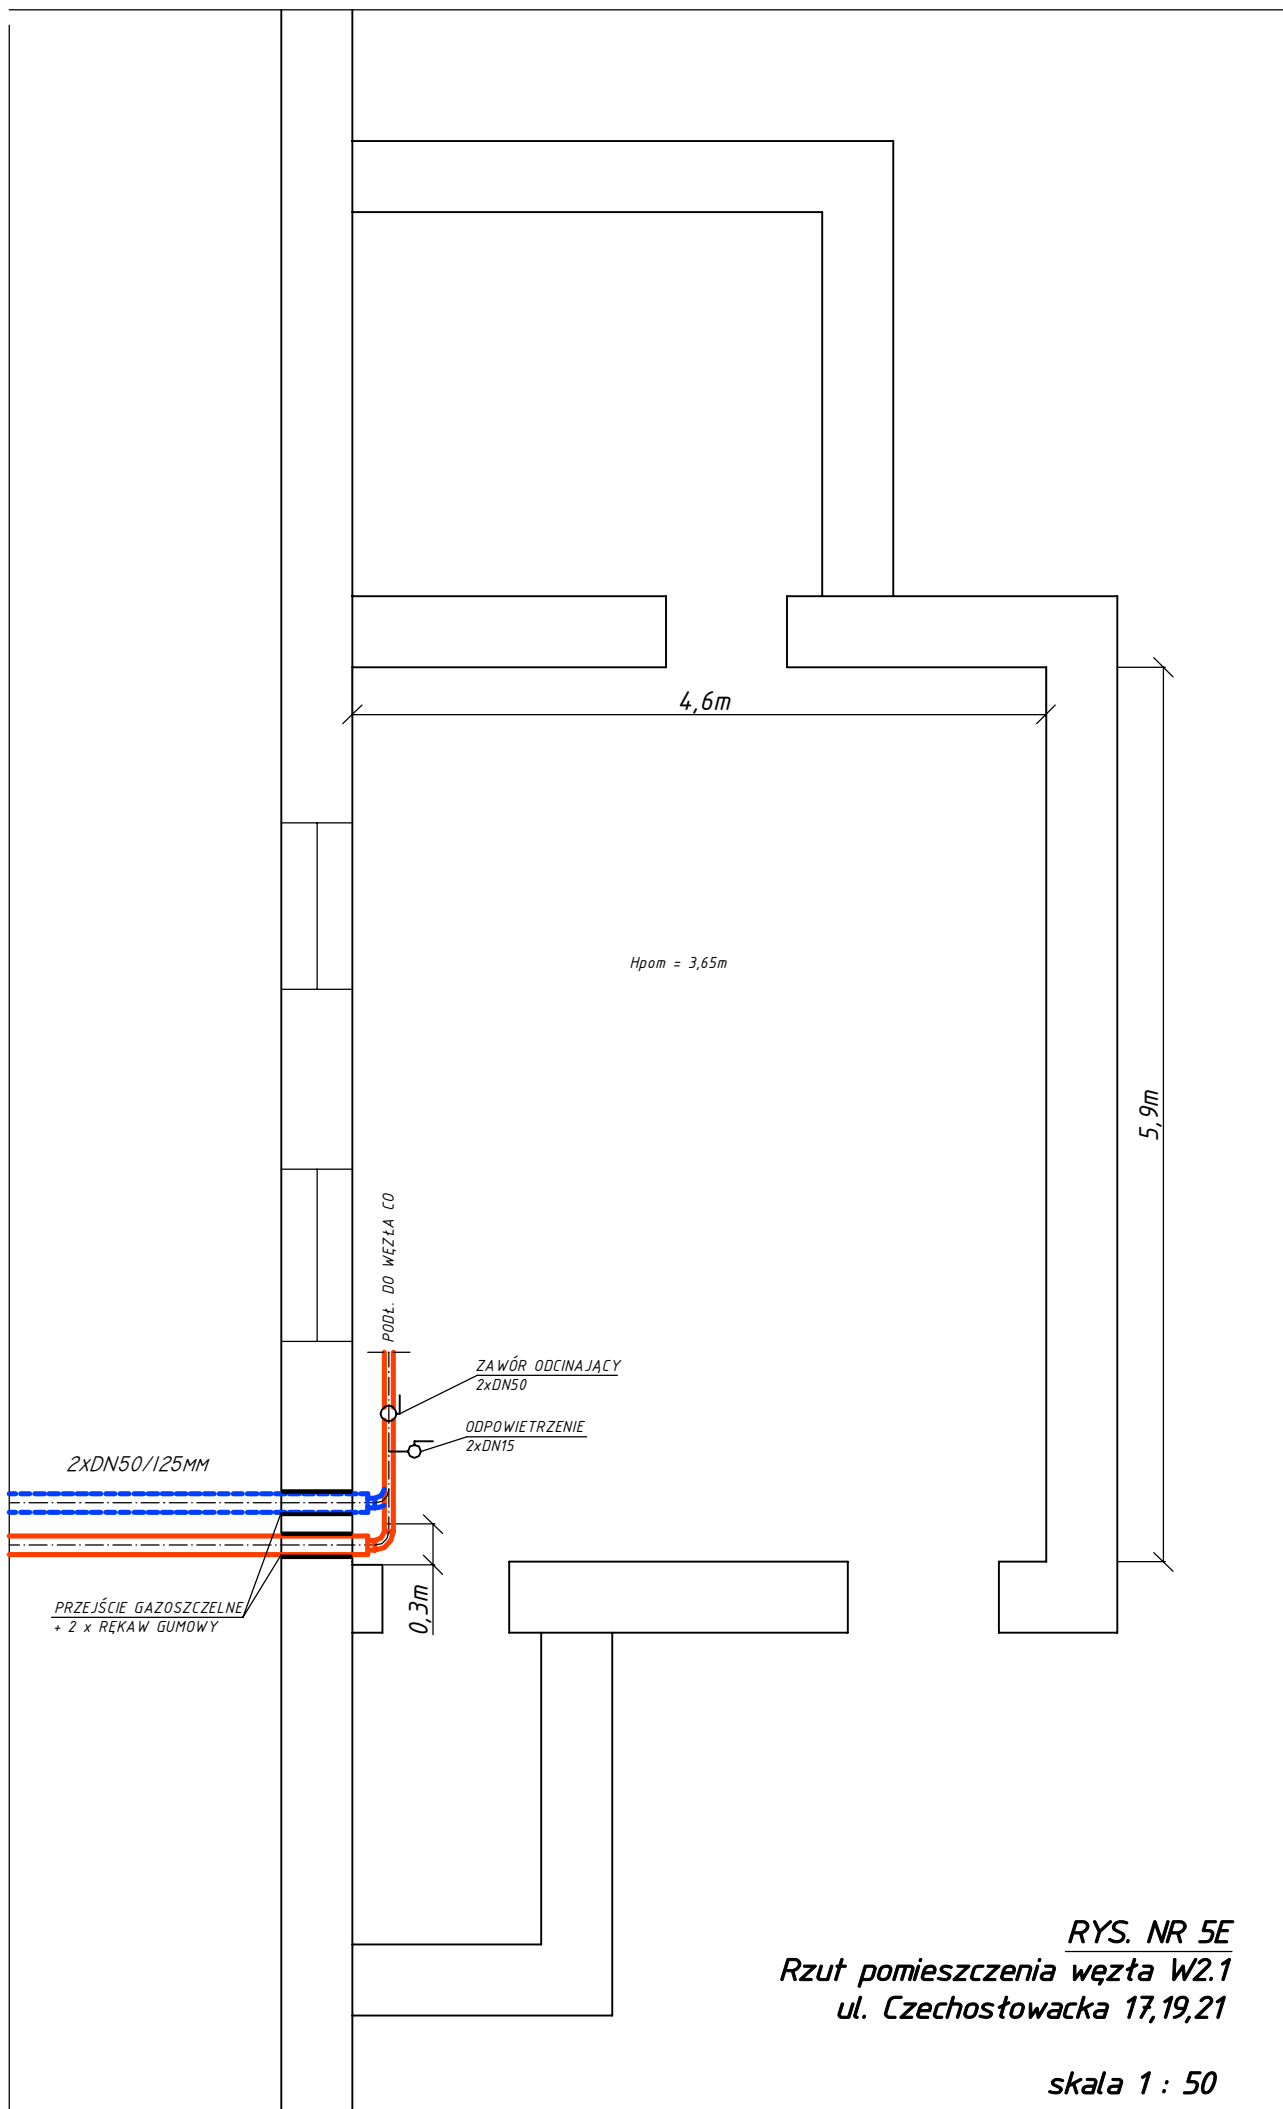 4,6m
Hpom = 3,65m
5,9m
PODŁ. DO WĘZŁA CO
ZAWÓR ODCINAJĄCY
2xDN50
ODPOWIETRZENIE
2xDN15
2xDN50/125мм
PRZEJŚCIE GAZOSZCZELNE
+ 2 x RĘKAW GUMOWY
0,3m
RYS. NR 5E
Rzut pomieszczenia węzła W2.1
ul. Czechosłowacka 17,19,21
skala 1 : 50